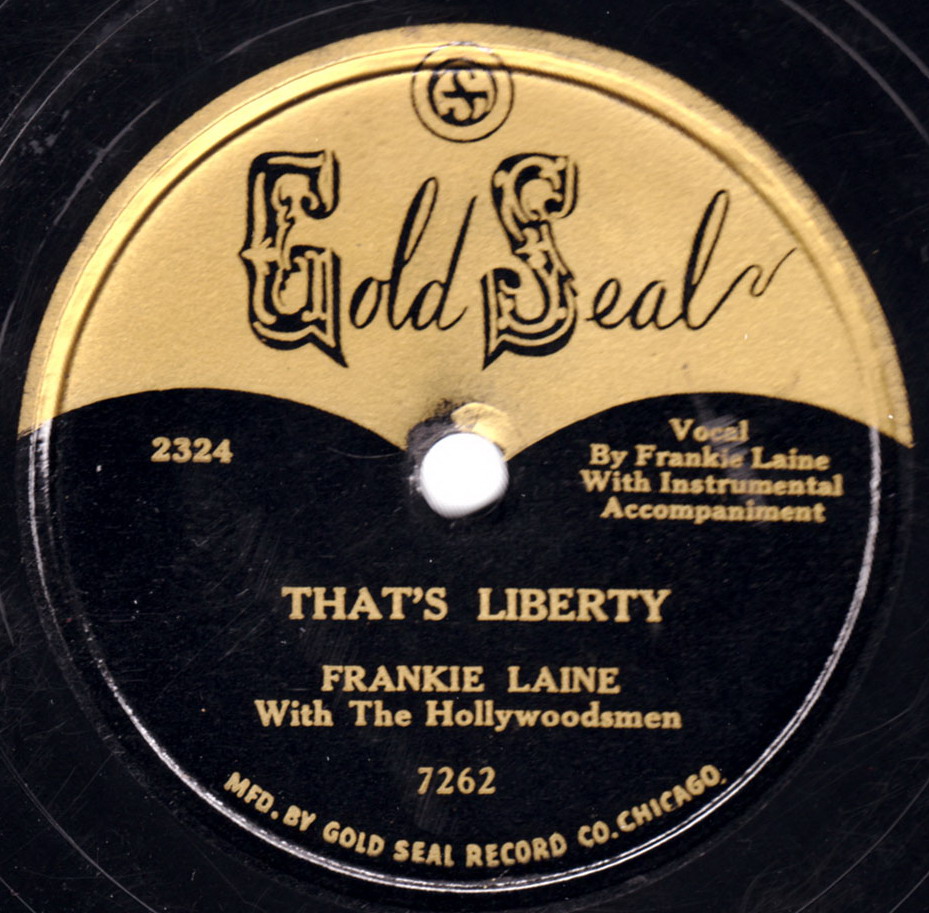 GS
Gold Seal
2324
Vocal
By Frankie Laine
With Instrumental
Accompaniment
THAT'S LIBERTY
FRANKIE LAINE
With The Hollywoodsmen
7262
MFD. BY GOLD SEAL RECORD CO. CHICAGO